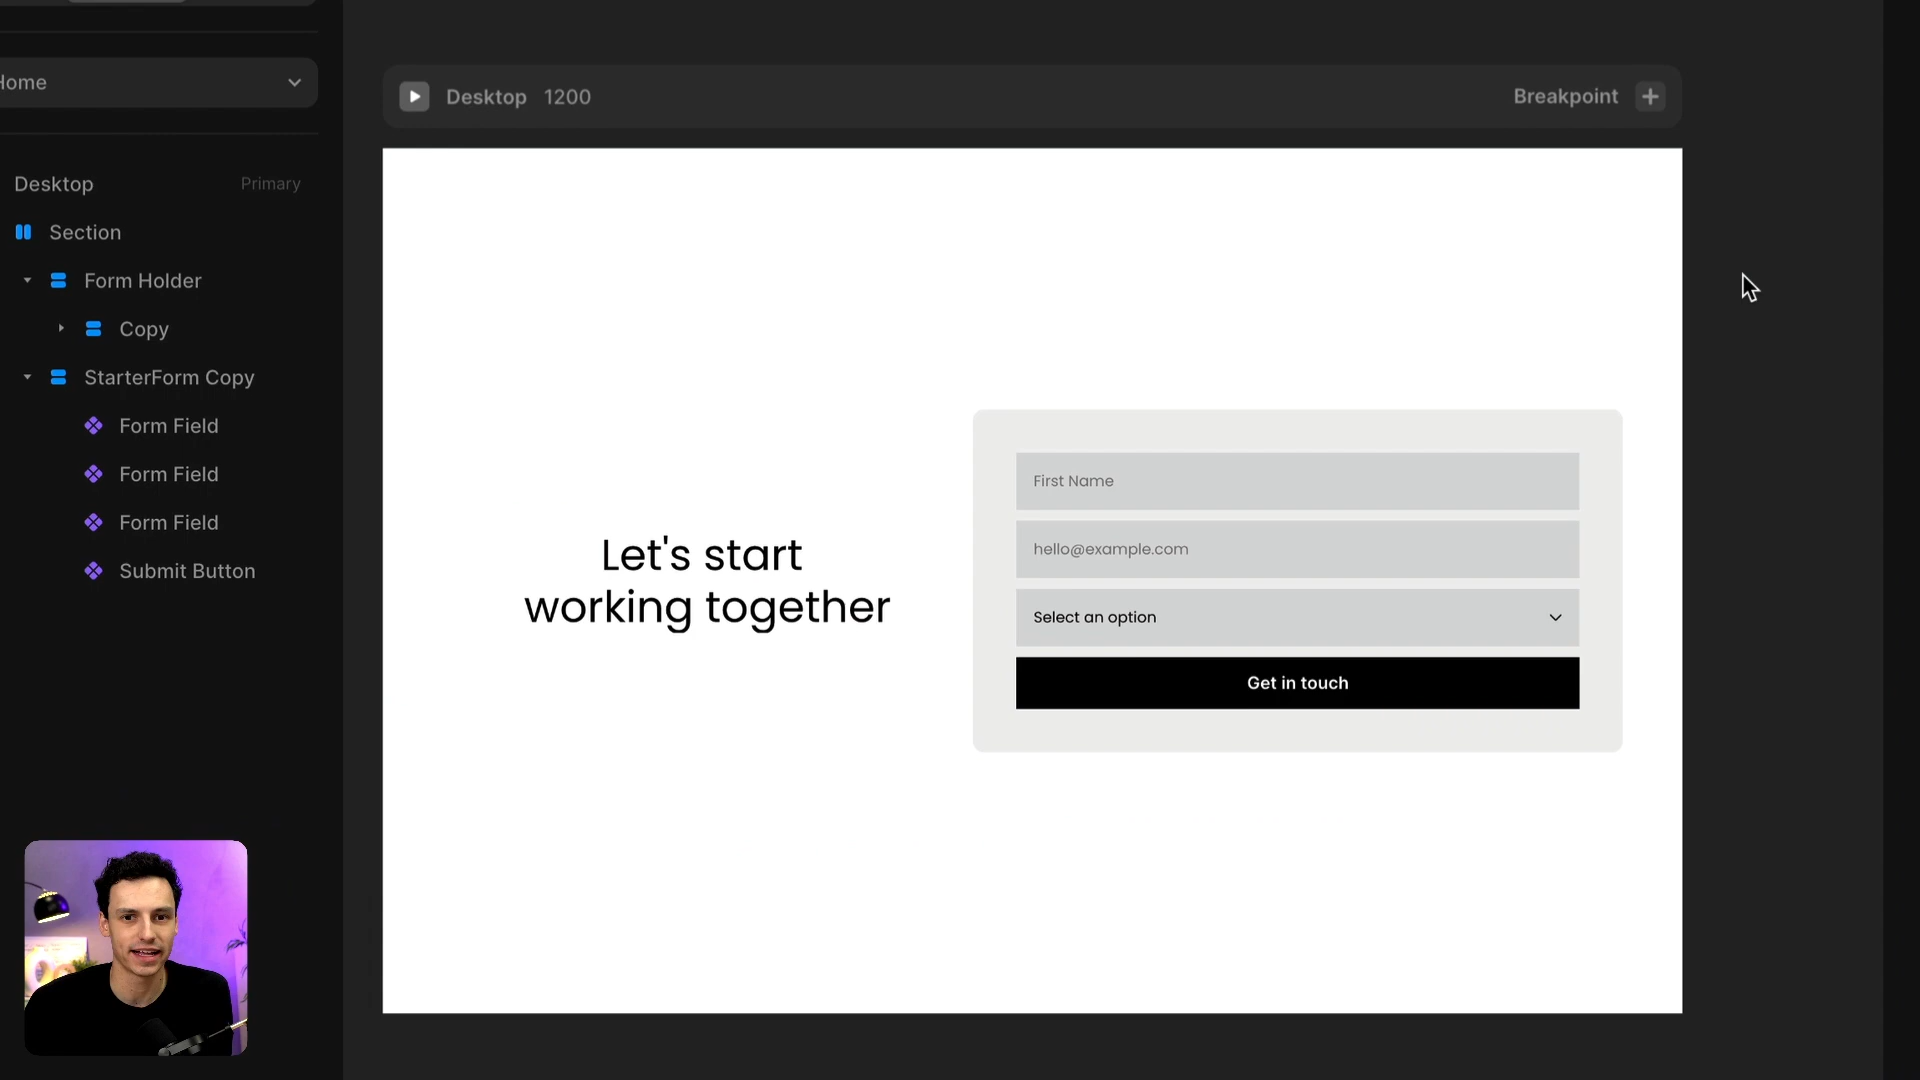 Home
Desktop Primary
Section
Form Holder
Copy
StarterForm Copy
Form Field
Form Field
Form Field
Submit Button
Desktop 1200
Breakpoint
Let's start
working together
First Name
hello@example.com
Select an option
Get in touch